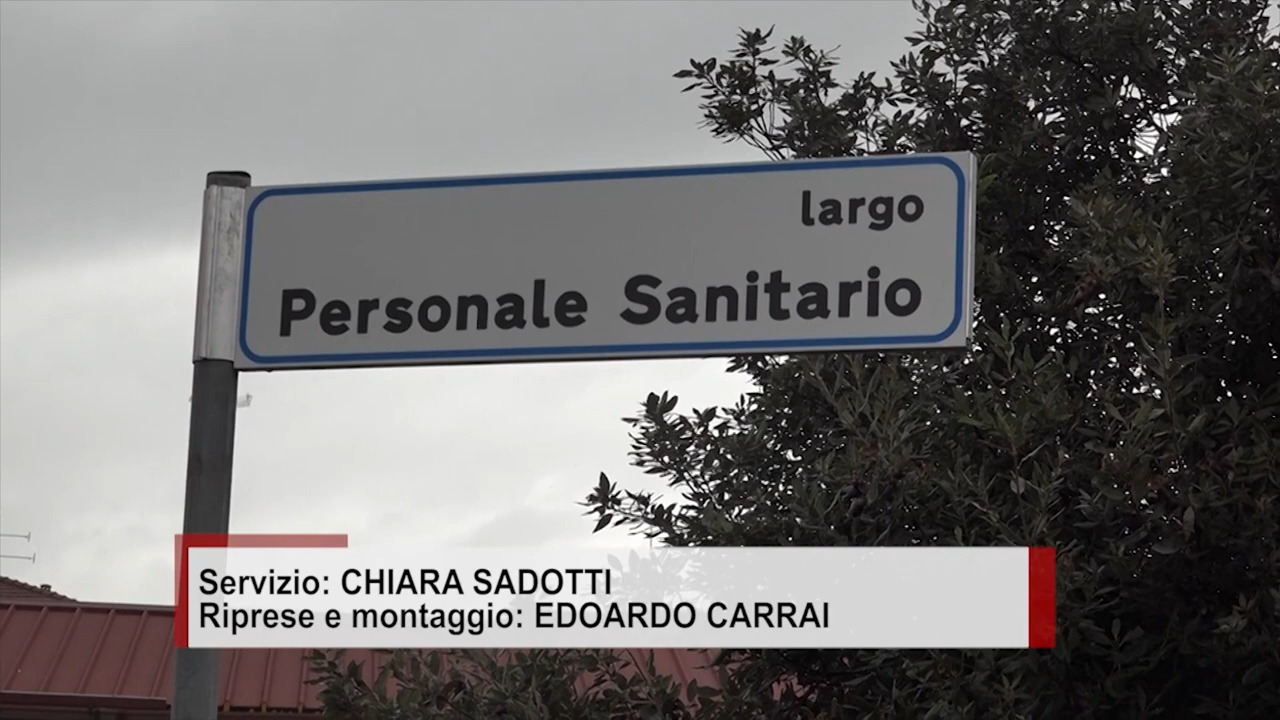 largo
Personale Sanitario
Servizio: CHIARA SADOTTI
Riprese e montaggio: EDOARDO CARRAI